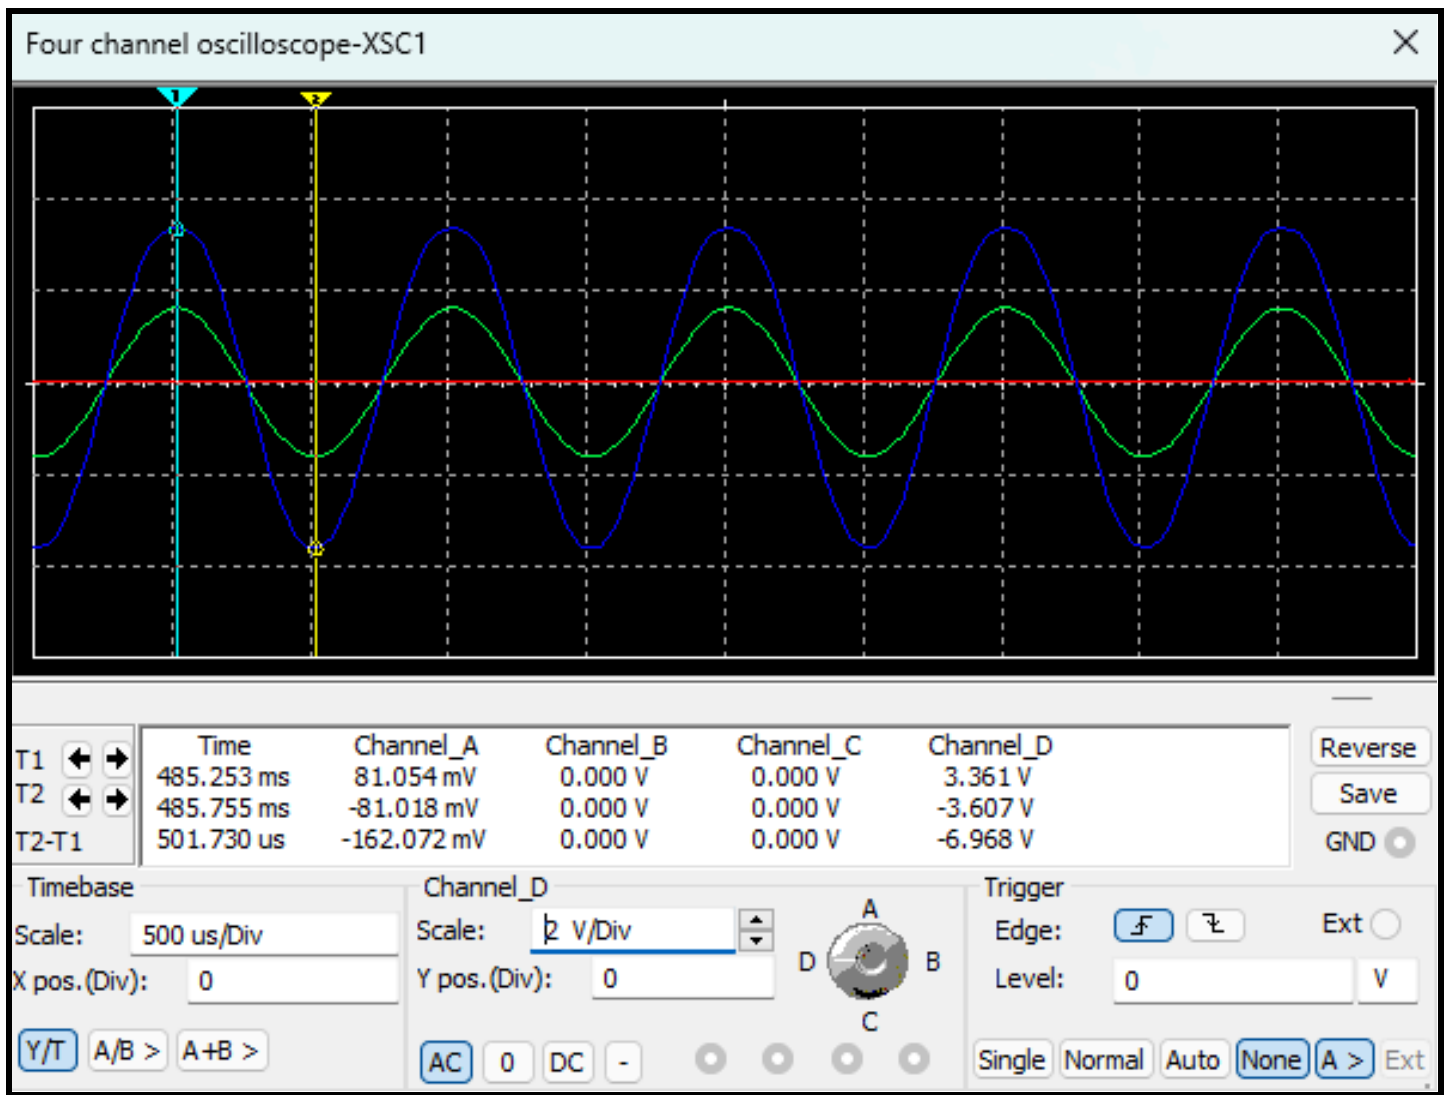 Four channel oscilloscope-XSC1
1 2
Time Channel_A Channel_B Channel_C Channel_D
T1 485.253 ms 81.054 mV 0.000 V 0.000 V 3.361 V
T2 485.755 ms -81.018 mV 0.000 V 0.000 V -3.607 V
T2-T1 501.730 us -162.072 mV 0.000 V 0.000 V -6.968 V
Reverse
Save
GND
Timebase
Scale: 500 us/Div
X pos.(Div): 0
Y/T A/B > A+B >
Channel_D
Scale: 2 V/Div
Y pos.(Div): 0
AC 0 DC -
A
D B
C
Trigger
Edge: Ext
Level: 0 V
Single Normal Auto None A > Ext